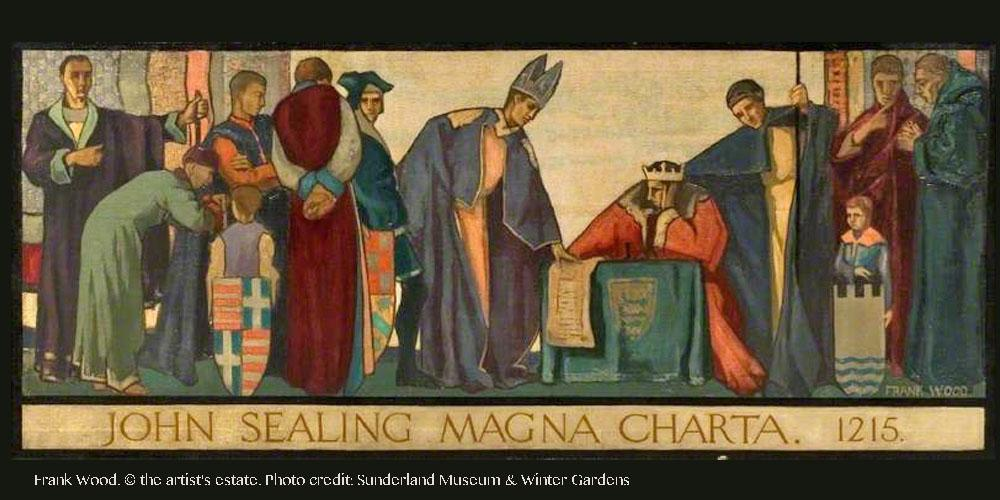 FRANK WOOD.
JOHN SEALING MAGNA CHARTA. 1215.
Frank Wood. © the artist's estate. Photo credit: Sunderland Museum & Winter Gardens